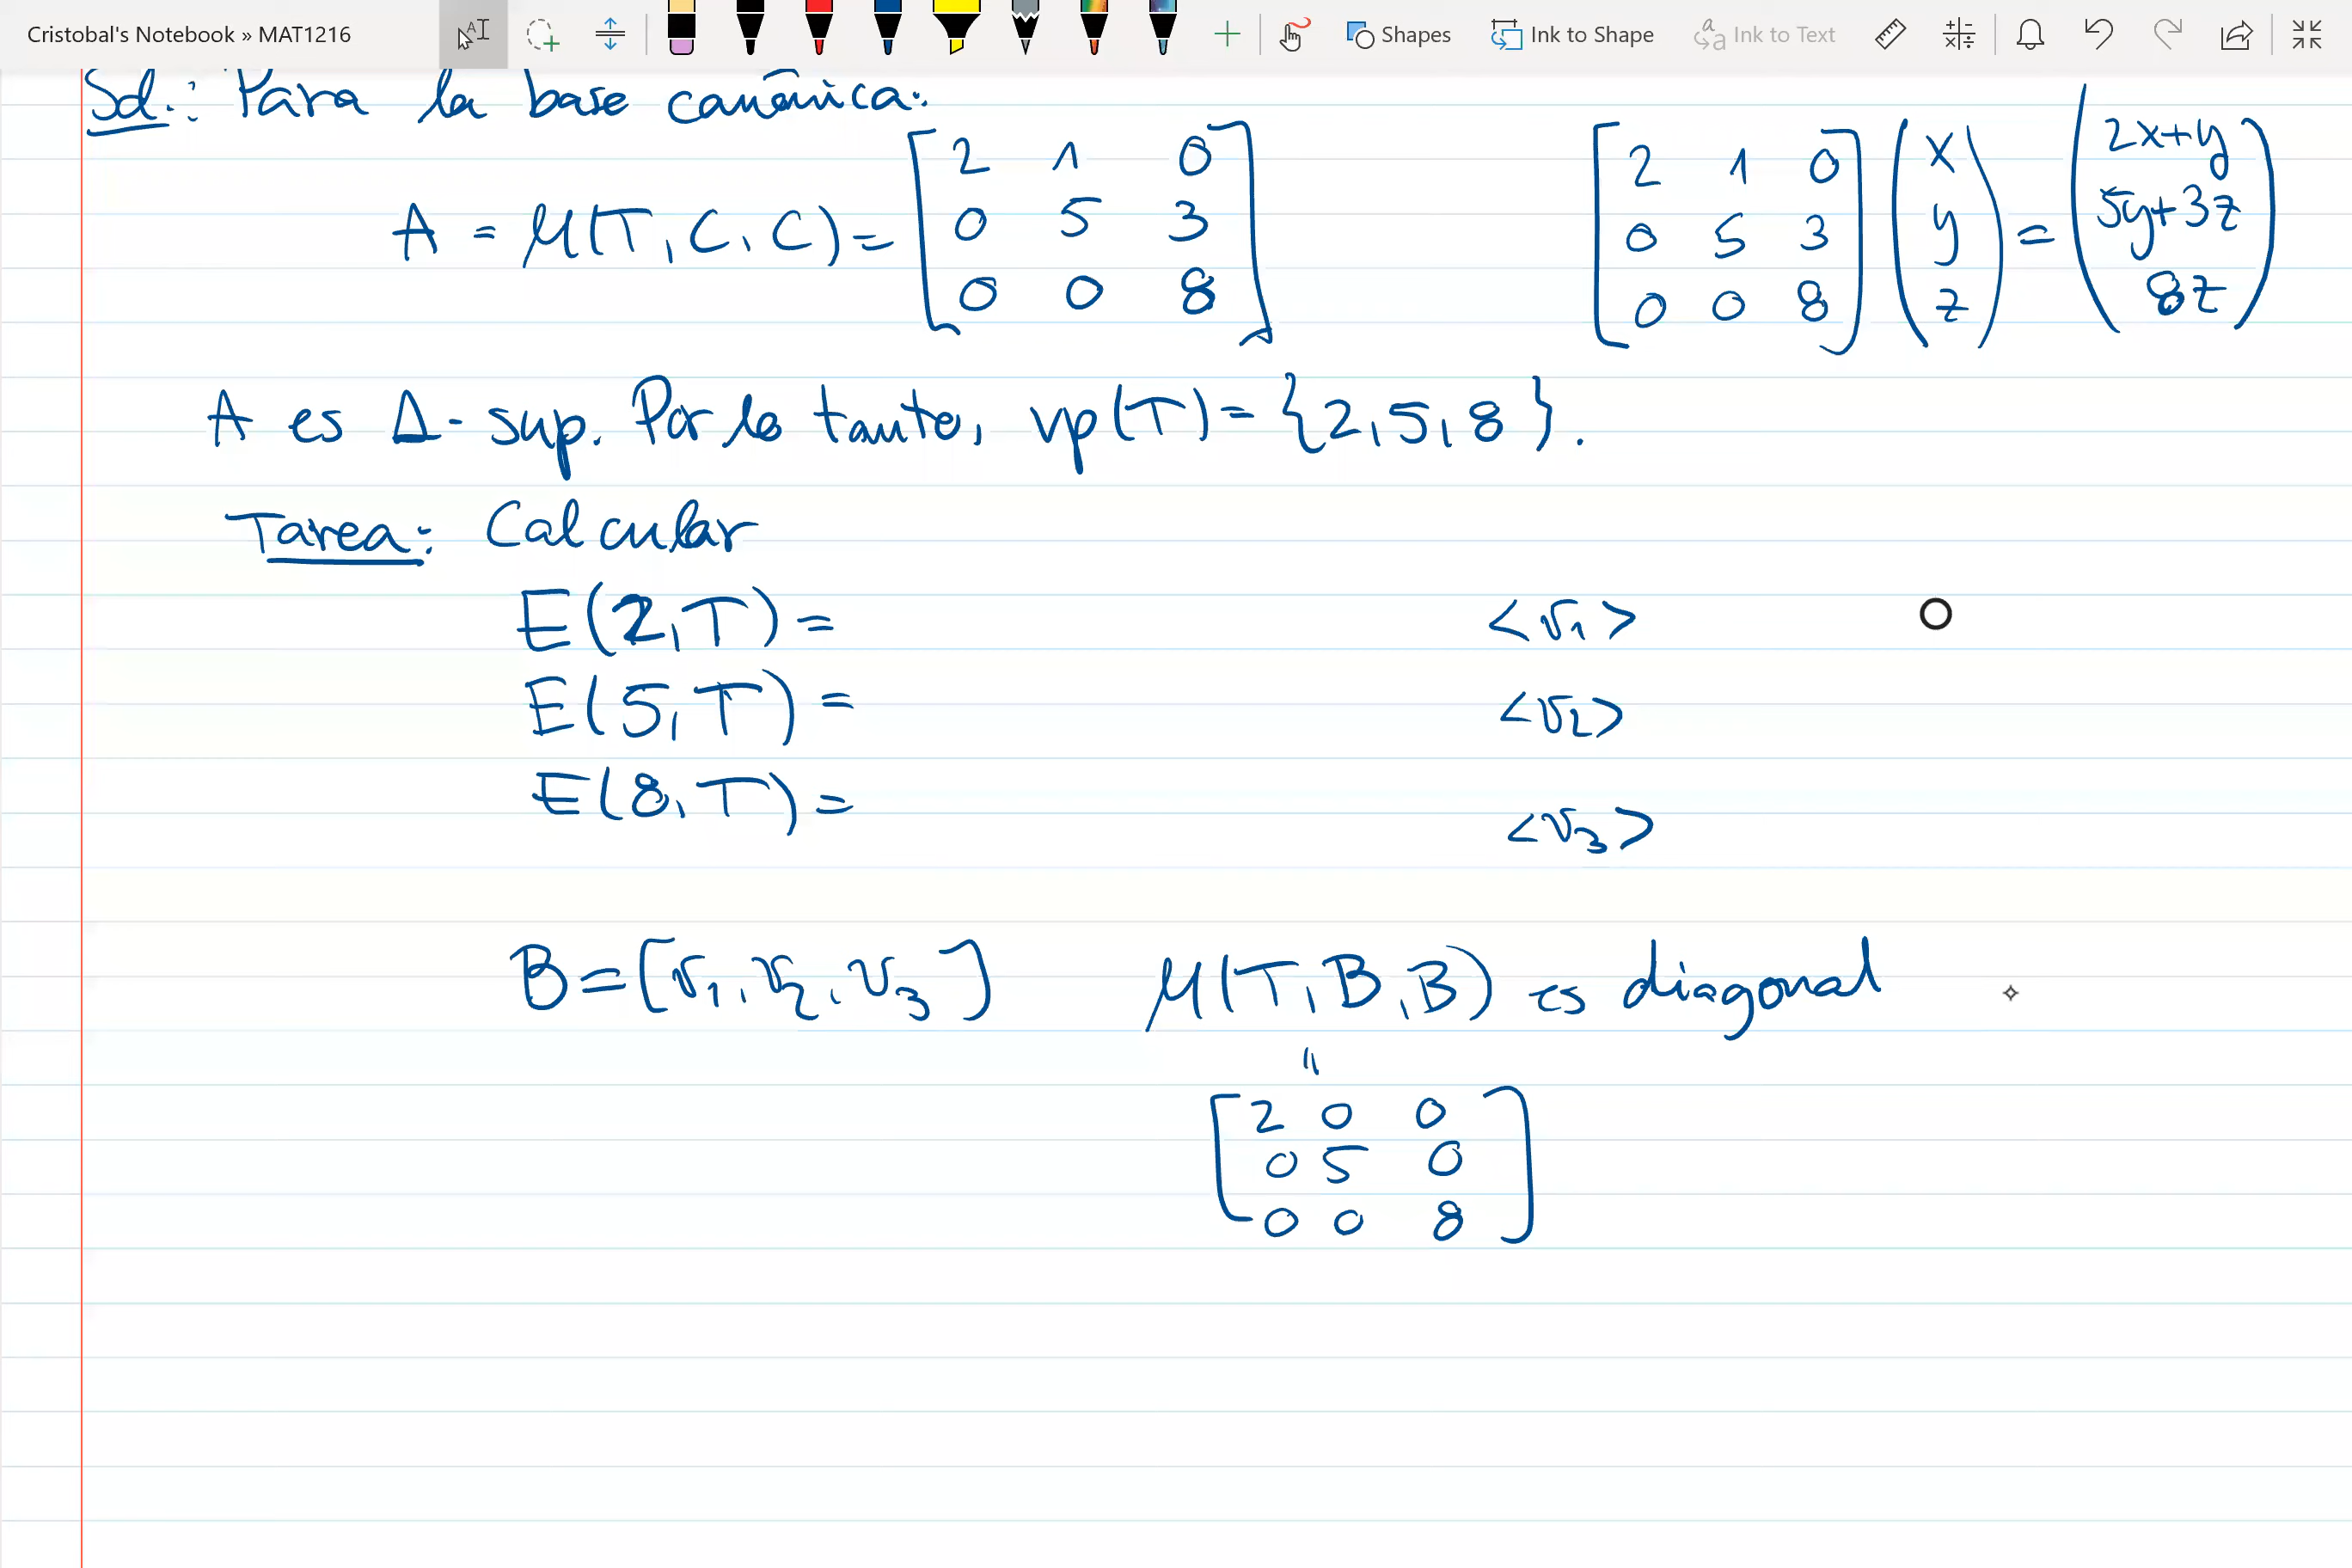 Cristobal's Notebook » MAT1216
Shapes
Ink to Shape
Ink to Text
Sol.: Para la base canónica:
A = M(T, C, C) = [2 1 0
0 5 3
0 0 8]
[2 1 0
0 5 3
0 0 8] (x
y
z) = (2x+y
5y+3z
8z)
A es Δ-sup. Por lo tanto, vp(T) = {2, 5, 8}.
Tarea: Calcular
E(2, T) = <v1>
E(5, T) = <v2>
E(8, T) = <v3>
B = [v1, v2, v3] M(T, B, B) es diagonal
=
[2 0 0
0 5 0
0 0 8]